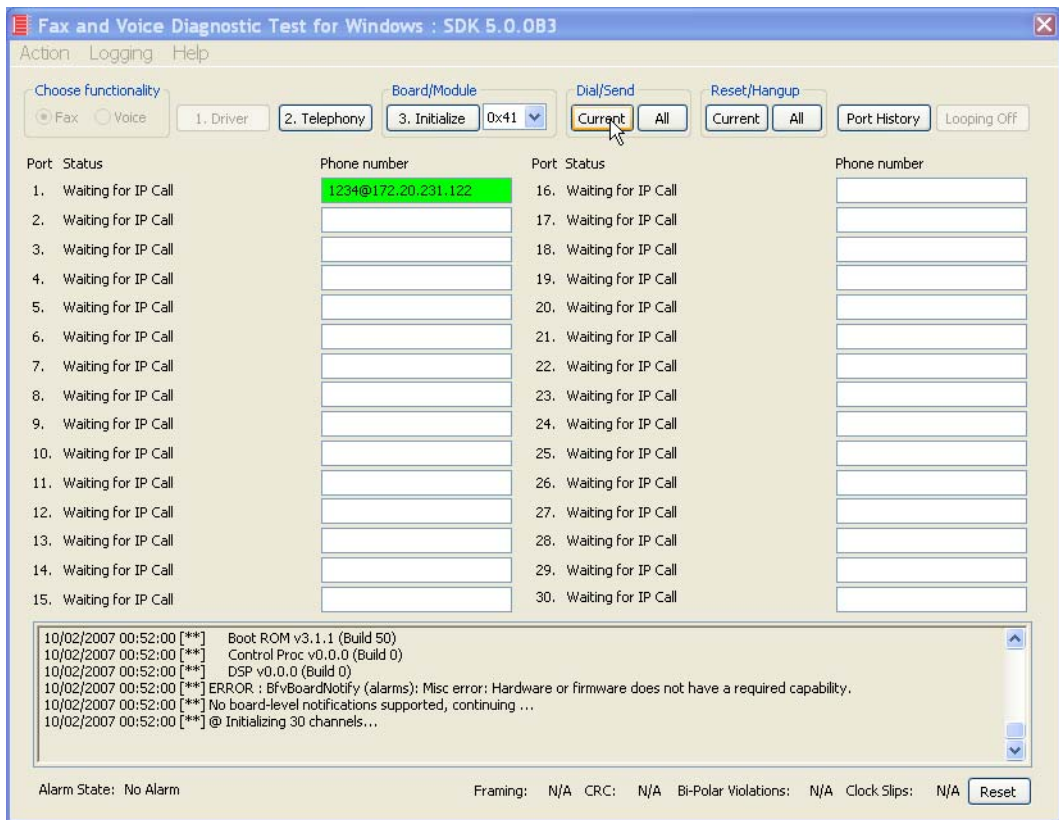 Fax and Voice Diagnostic Test for Windows : SDK 5.0.0B3
Action Logging Help
Choose functionality Board/Module Dial/Send Reset/Hangup
Fax Voice 1. Driver 2. Telephony 3. Initialize 0x41 Current All Current All Port History Looping Off
Port Status Phone number Port Status Phone number
1. Waiting for IP Call 1234@172.20.231.122 16. Waiting for IP Call
2. Waiting for IP Call 17. Waiting for IP Call
3. Waiting for IP Call 18. Waiting for IP Call
4. Waiting for IP Call 19. Waiting for IP Call
5. Waiting for IP Call 20. Waiting for IP Call
6. Waiting for IP Call 21. Waiting for IP Call
7. Waiting for IP Call 22. Waiting for IP Call
8. Waiting for IP Call 23. Waiting for IP Call
9. Waiting for IP Call 24. Waiting for IP Call
10. Waiting for IP Call 25. Waiting for IP Call
11. Waiting for IP Call 26. Waiting for IP Call
12. Waiting for IP Call 27. Waiting for IP Call
13. Waiting for IP Call 28. Waiting for IP Call
14. Waiting for IP Call 29. Waiting for IP Call
15. Waiting for IP Call 30. Waiting for IP Call
10/02/2007 00:52:00 [**] Boot ROM v3.1.1 (Build 50)
10/02/2007 00:52:00 [**] Control Proc v0.0.0 (Build 0)
10/02/2007 00:52:00 [**] DSP v0.0.0 (Build 0)
10/02/2007 00:52:00 [**] ERROR : BfvBoardNotify (alarms): Misc error: Hardware or firmware does not have a required capability.
10/02/2007 00:52:00 [**] No board-level notifications supported, continuing ...
10/02/2007 00:52:00 [**] @ Initializing 30 channels...
Alarm State: No Alarm Framing: N/A CRC: N/A Bi-Polar Violations: N/A Clock Slips: N/A Reset